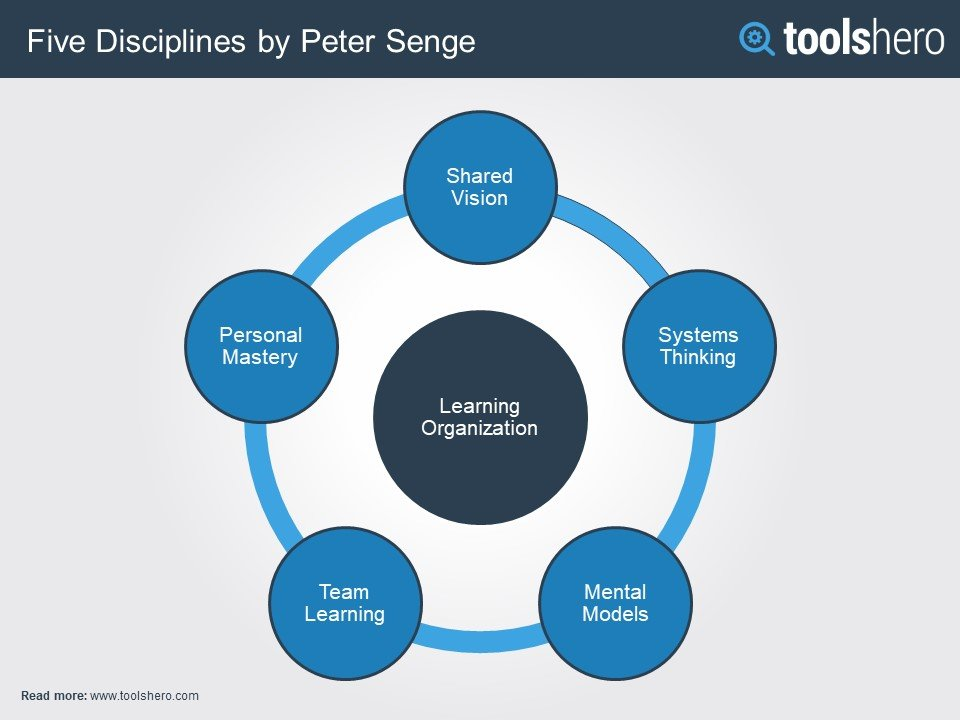 Five Disciplines by Peter Senge
toolshero
Shared
Vision
Personal
Mastery
Systems
Thinking
Learning
Organization
Team
Learning
Mental
Models
Read more: www.toolshero.com